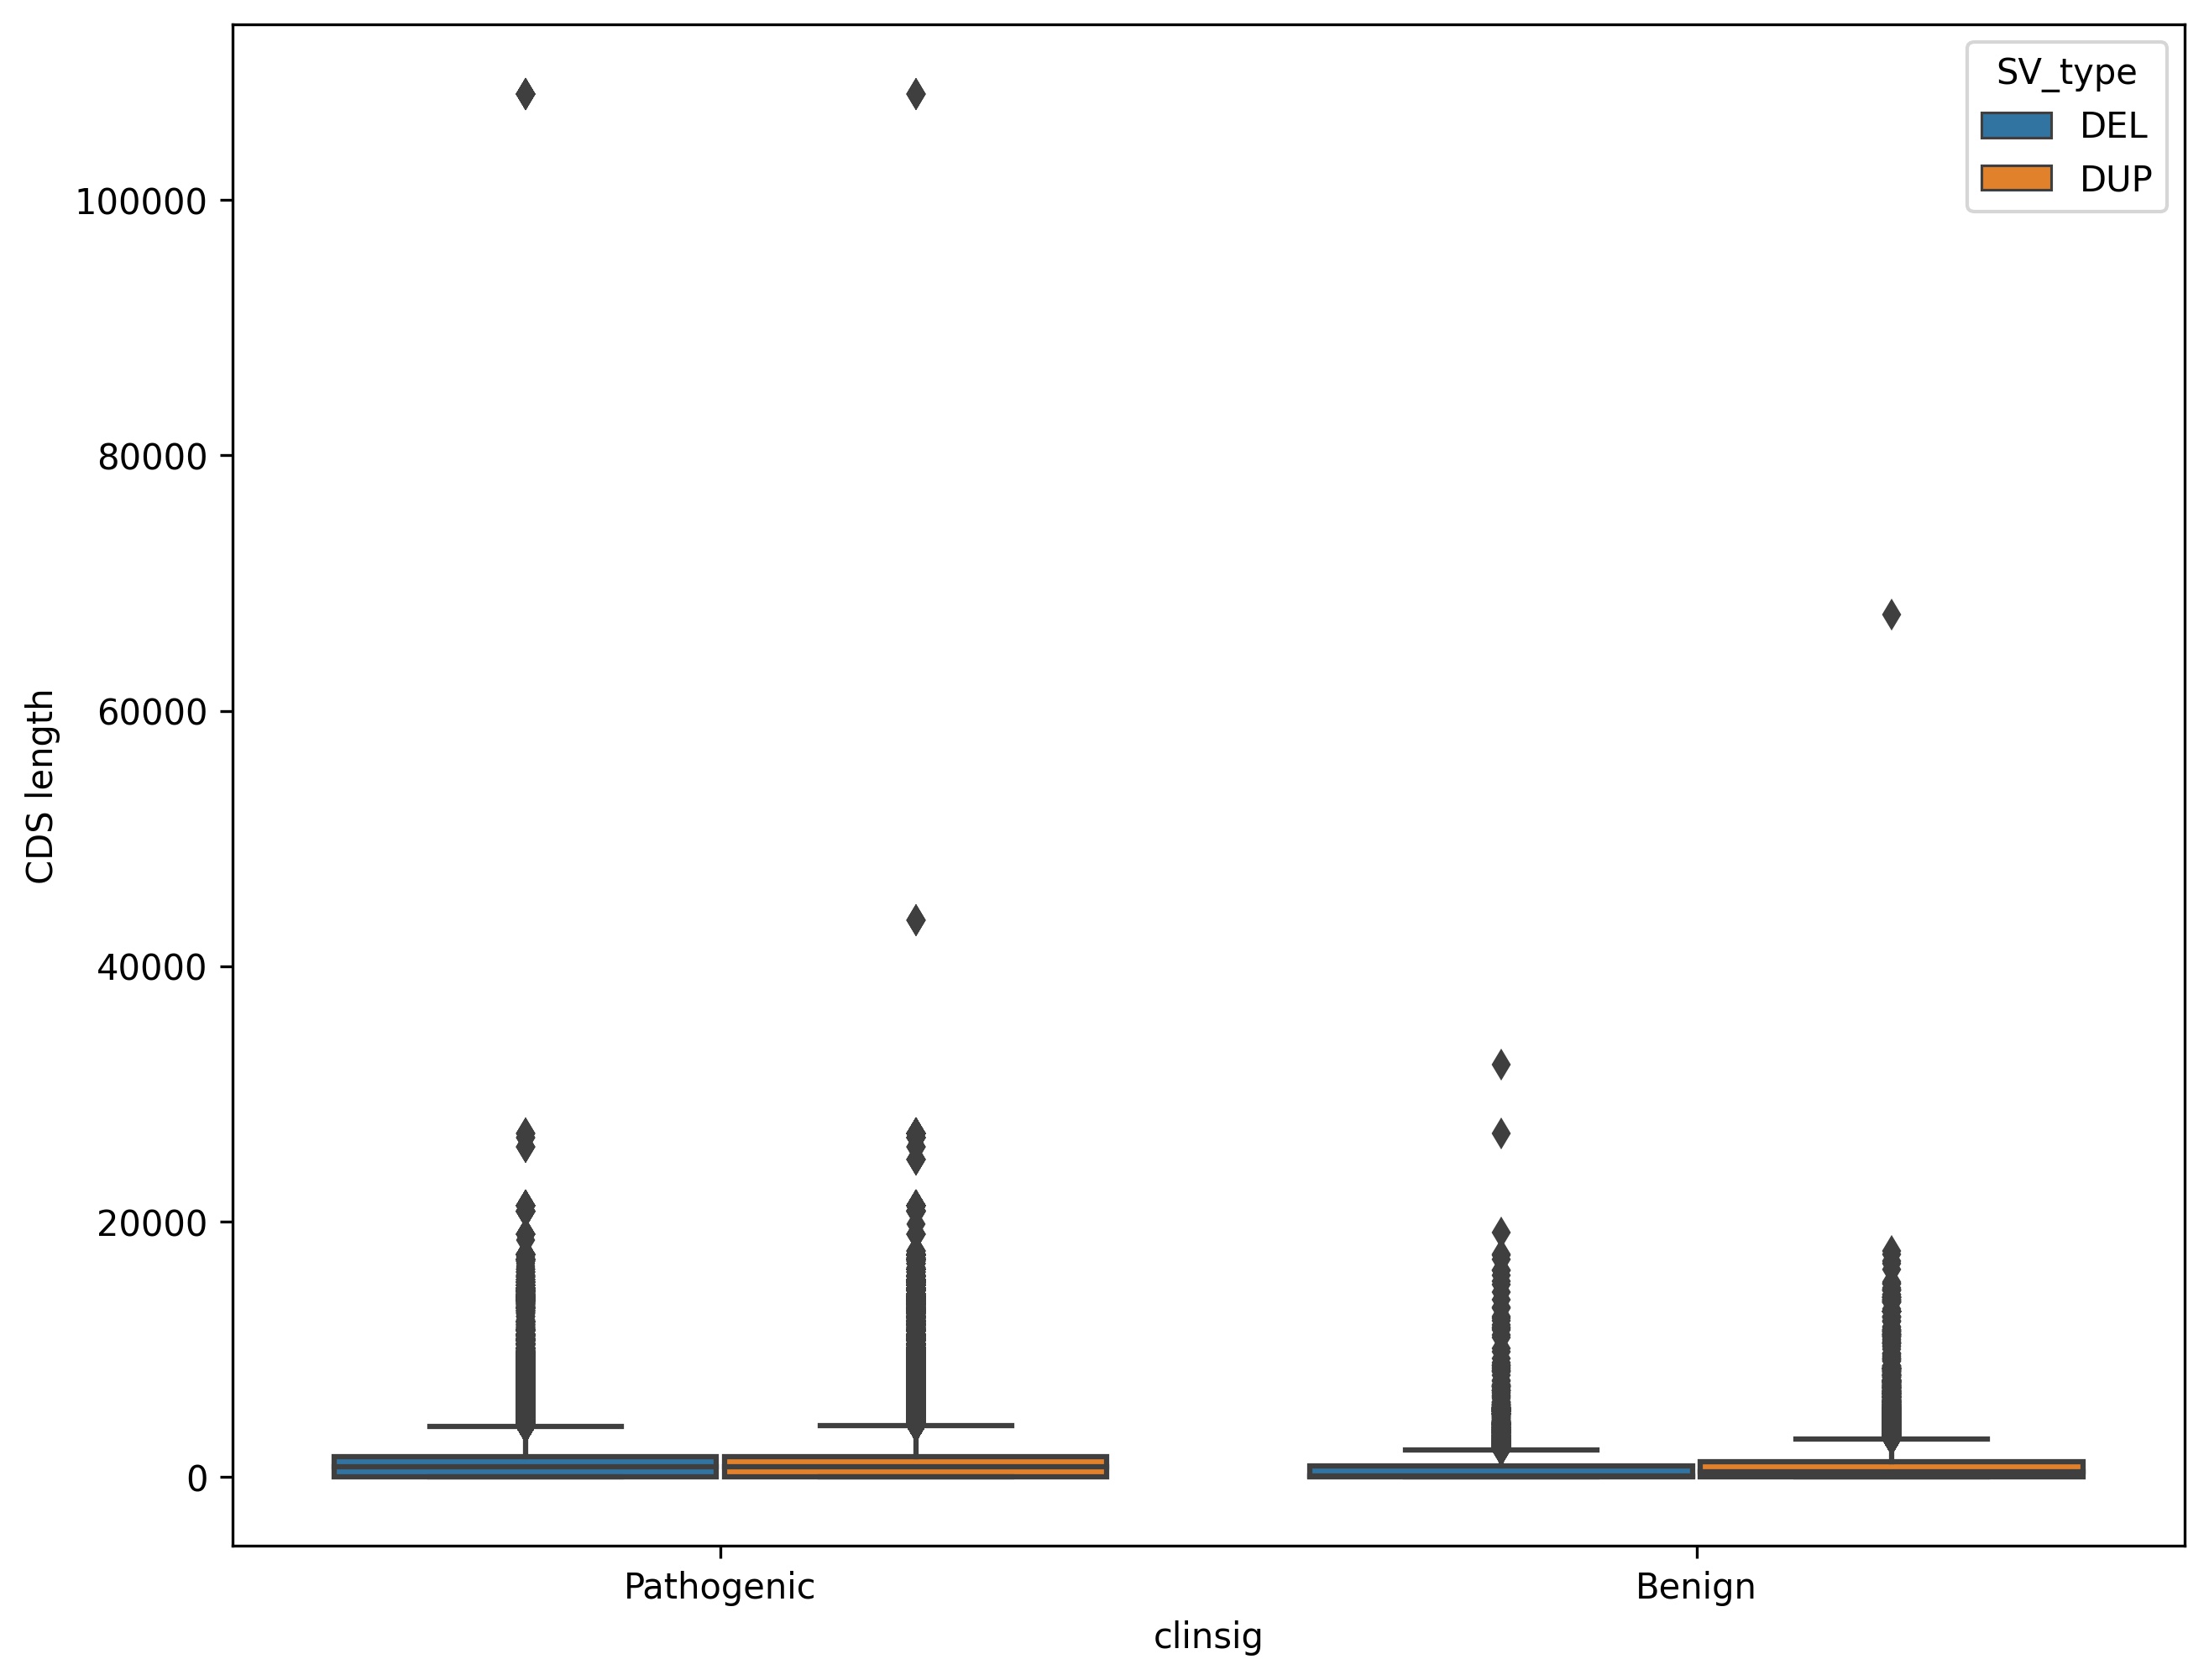 SV_type
DEL
DUP
100000
80000
60000
40000
20000
0
CDS length
Pathogenic
Benign
clinsig